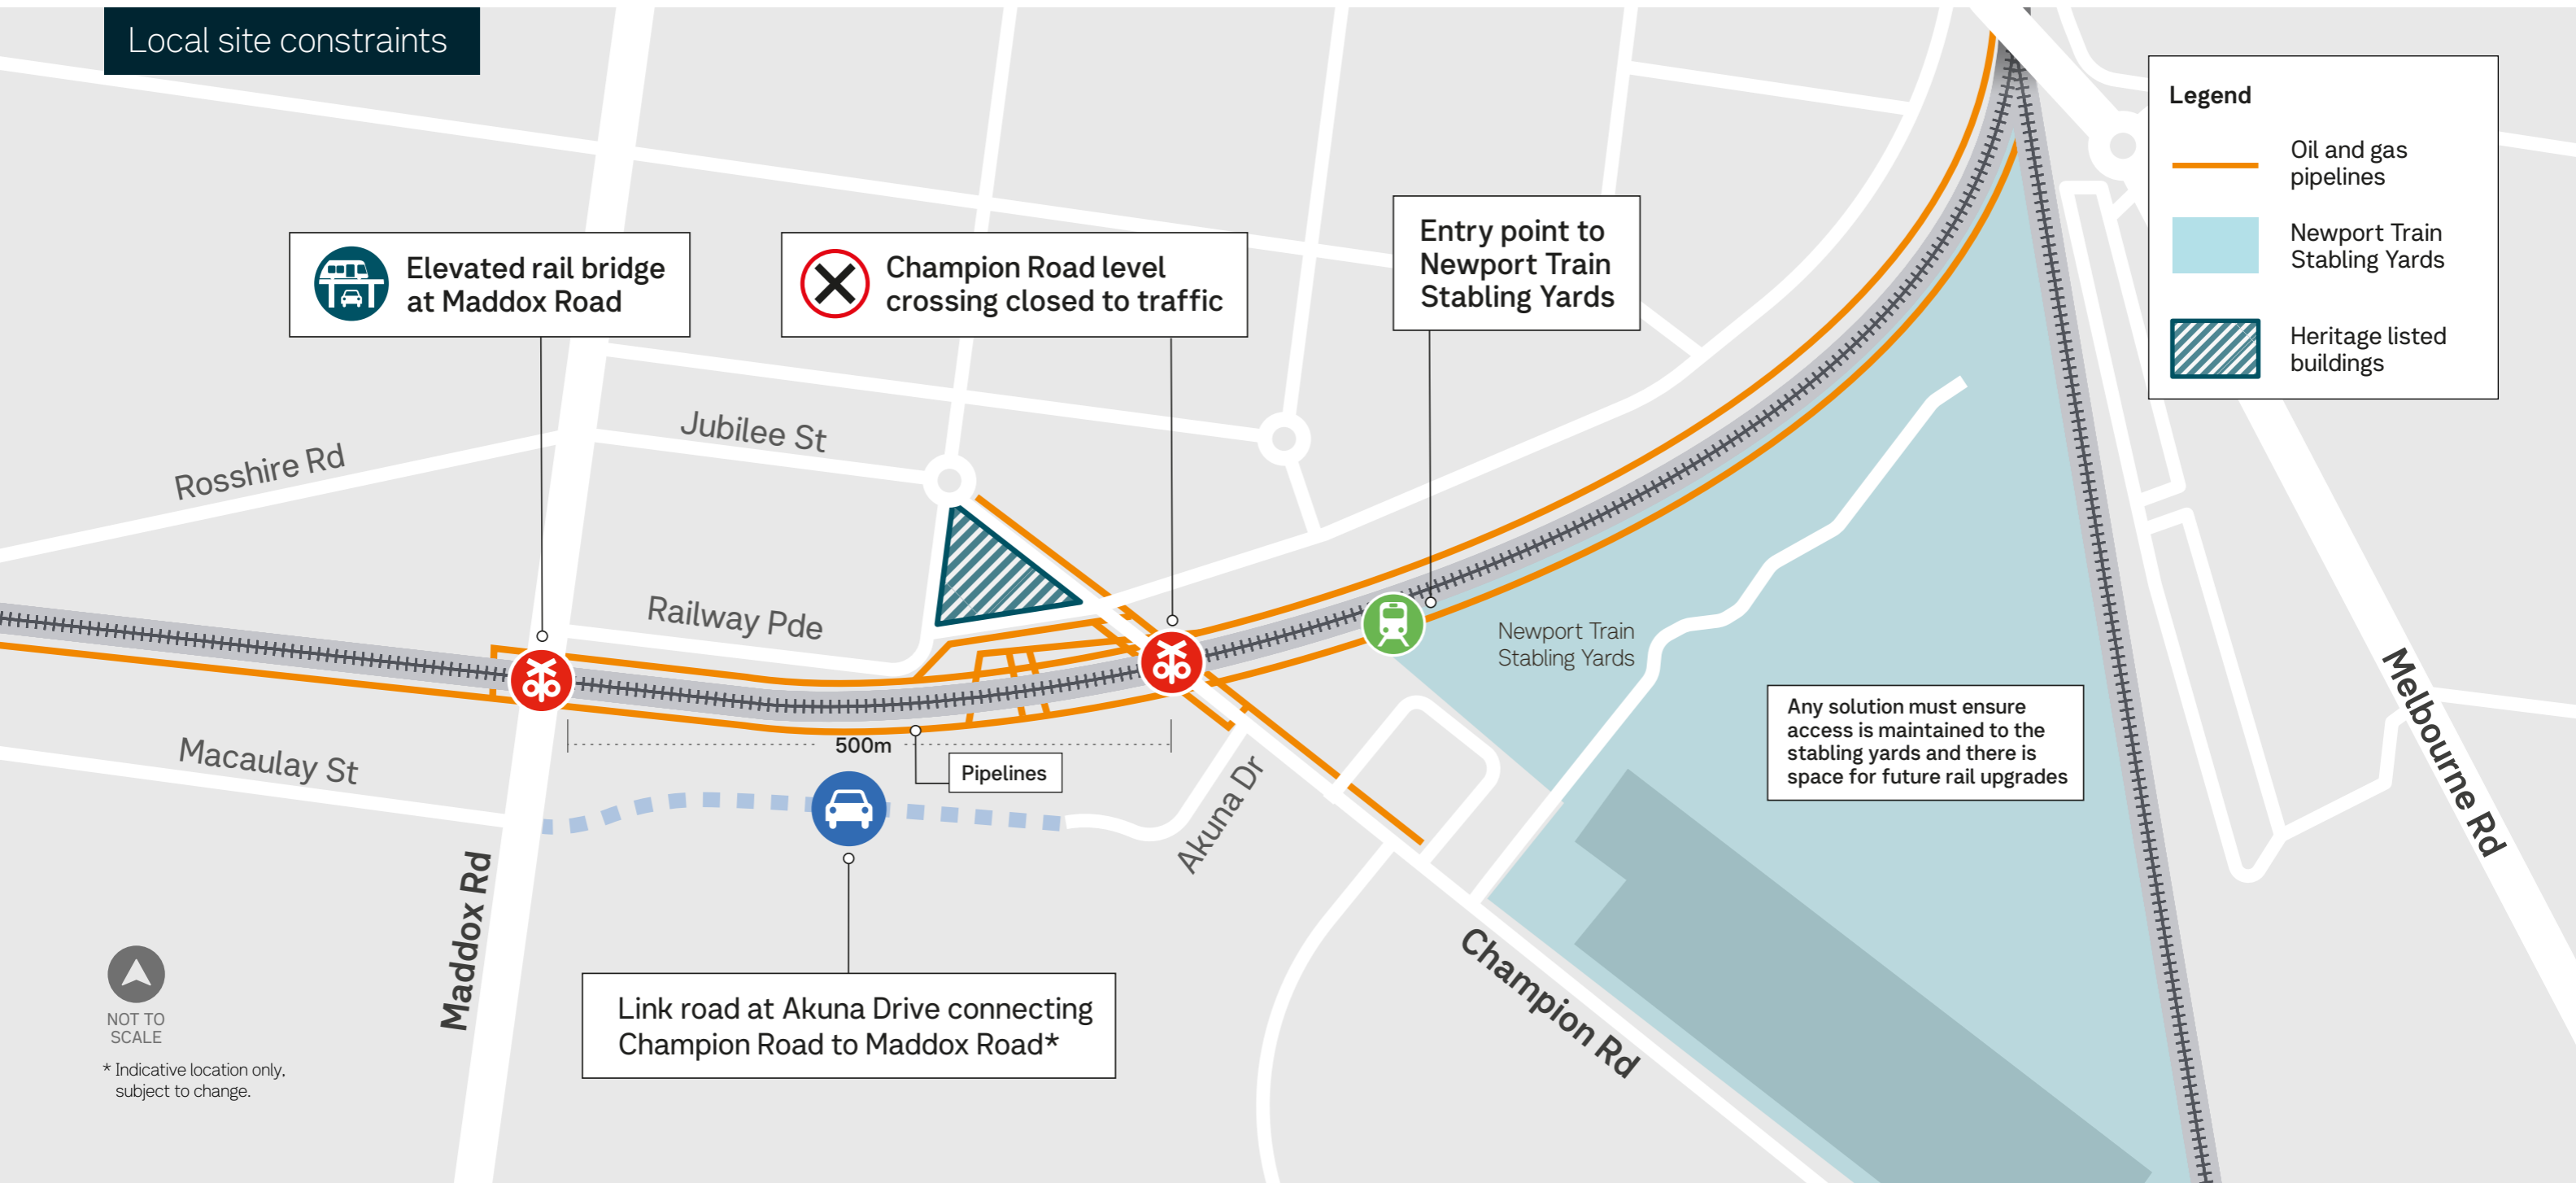 Local site constraints
Legend
Oil and gas
pipelines
Newport Train
Stabling Yards
Heritage listed
buildings
Elevated rail bridge
at Maddox Road
Champion Road level
crossing closed to traffic
Entry point to
Newport Train
Stabling Yards
Jubilee St
Rosshire Rd
Railway Pde
Newport Train
Stabling Yards
Any solution must ensure
access is maintained to the
stabling yards and there is
space for future rail upgrades
Melbourne Rd
500m
Macaulay St
Pipelines
Akuna Dr
Maddox Rd
Champion Rd
Link road at Akuna Drive connecting
Champion Road to Maddox Road*
NOT TO
SCALE
* Indicative location only,
subject to change.